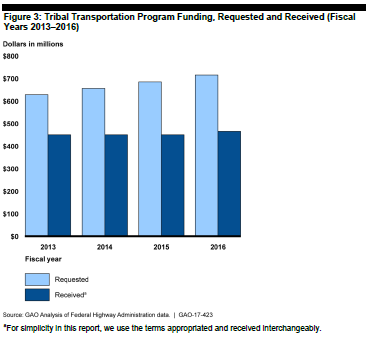 Figure 3: Tribal Transportation Program Funding, Requested and Received (Fiscal
Years 2013–2016)
Dollars in millions
$800
$700
$600
$500
$400
$300
$200
$100
$0
2013 2014 2015 2016
Fiscal year
Requested
Receivedª
Source: GAO Analysis of Federal Highway Administration data. | GAO-17-423
ªFor simplicity in this report, we use the terms appropriated and received interchangeably.